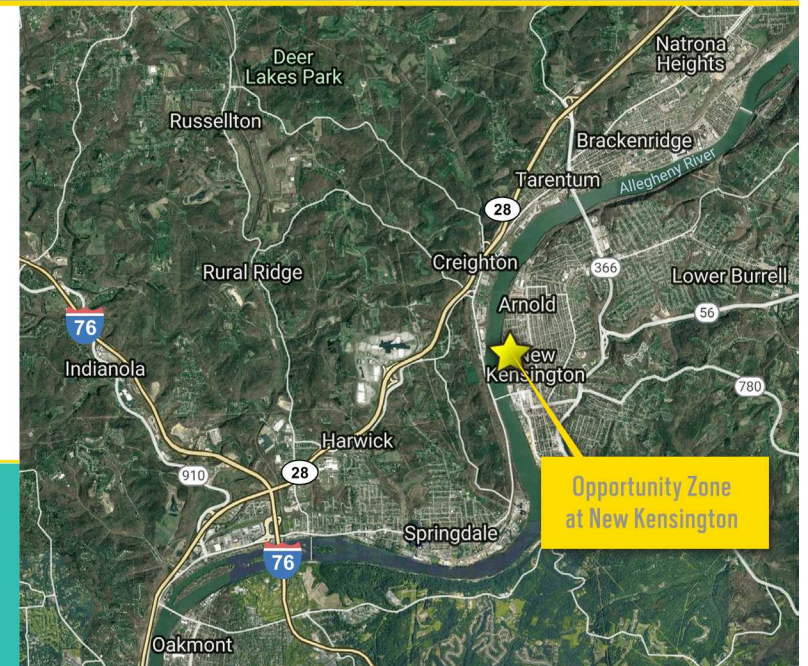 Natrona
Heights
Deer
Lakes Park
Russellton
Brackenridge
Tarentum
Allegheny River
28
Creighton
366
Rural Ridge
Lower Burrell
Arnold
56
76
New
Kensington
Indianola
780
Harwick
28
910
Opportunity Zone
at New Kensington
Springdale
76
Oakmont